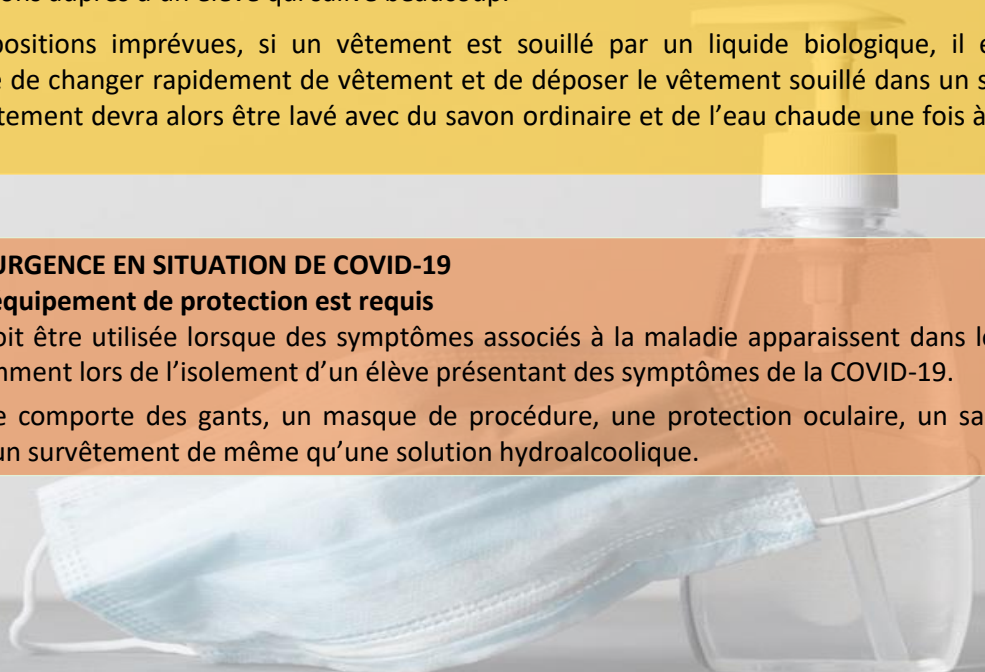 auprès d'un élève qui salive beaucoup.
positions imprévues, si un vêtement est souillé par un liquide biologique, il
de changer rapidement de vêtement et de déposer le vêtement souillé dans un
tement devra alors être lavé avec du savon ordinaire et de l'eau chaude une fois à
URGENCE EN SITUATION DE COVID-19
équipement de protection est requis
oit être utilisée lorsque des symptômes associés à la maladie apparaissent dans
mment lors de l'isolement d'un élève présentant des symptômes de la COVID-19.
e comporte des gants, un masque de procédure, une protection oculaire, un
un survêtement de même qu'une solution hydroalcoolique.